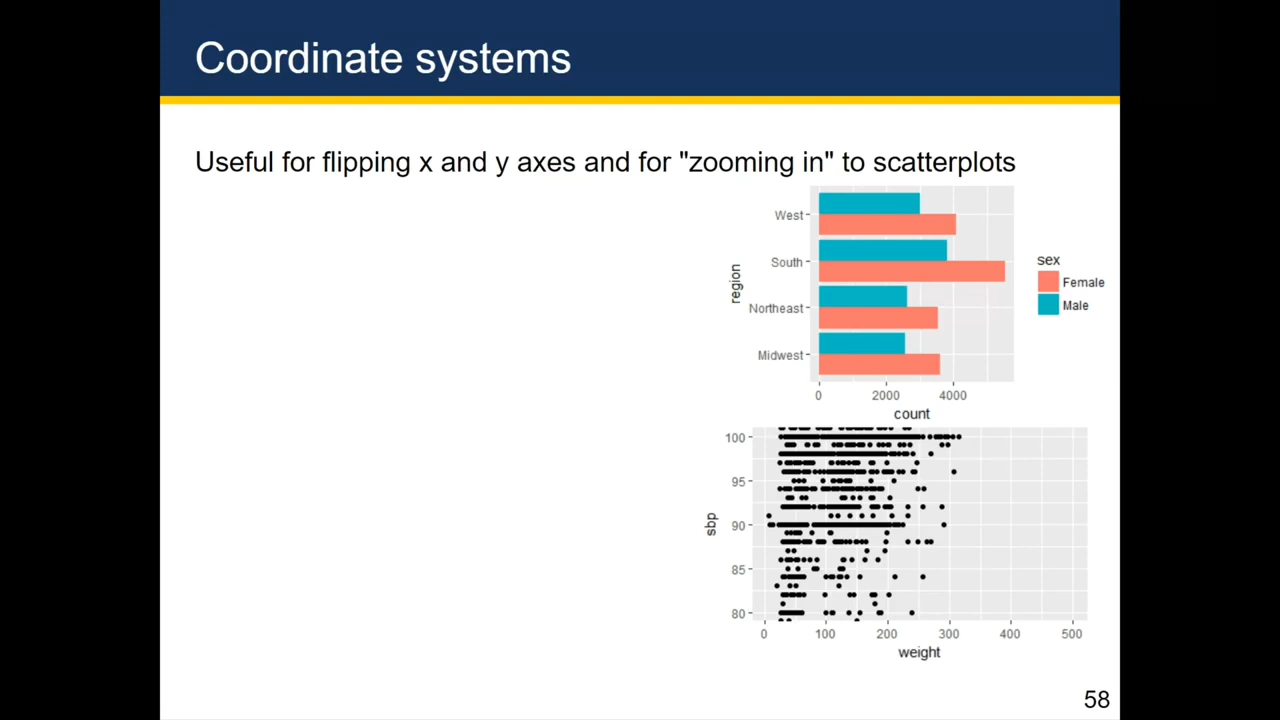 Coordinate systems
Useful for flipping x and y axes and for "zooming in" to scatterplots
West
South
Northeast
Midwest
region
0 2000 4000
count
sex
Female
Male
100
95
90
85
80
sbp
0 100 200 300 400 500
weight
58